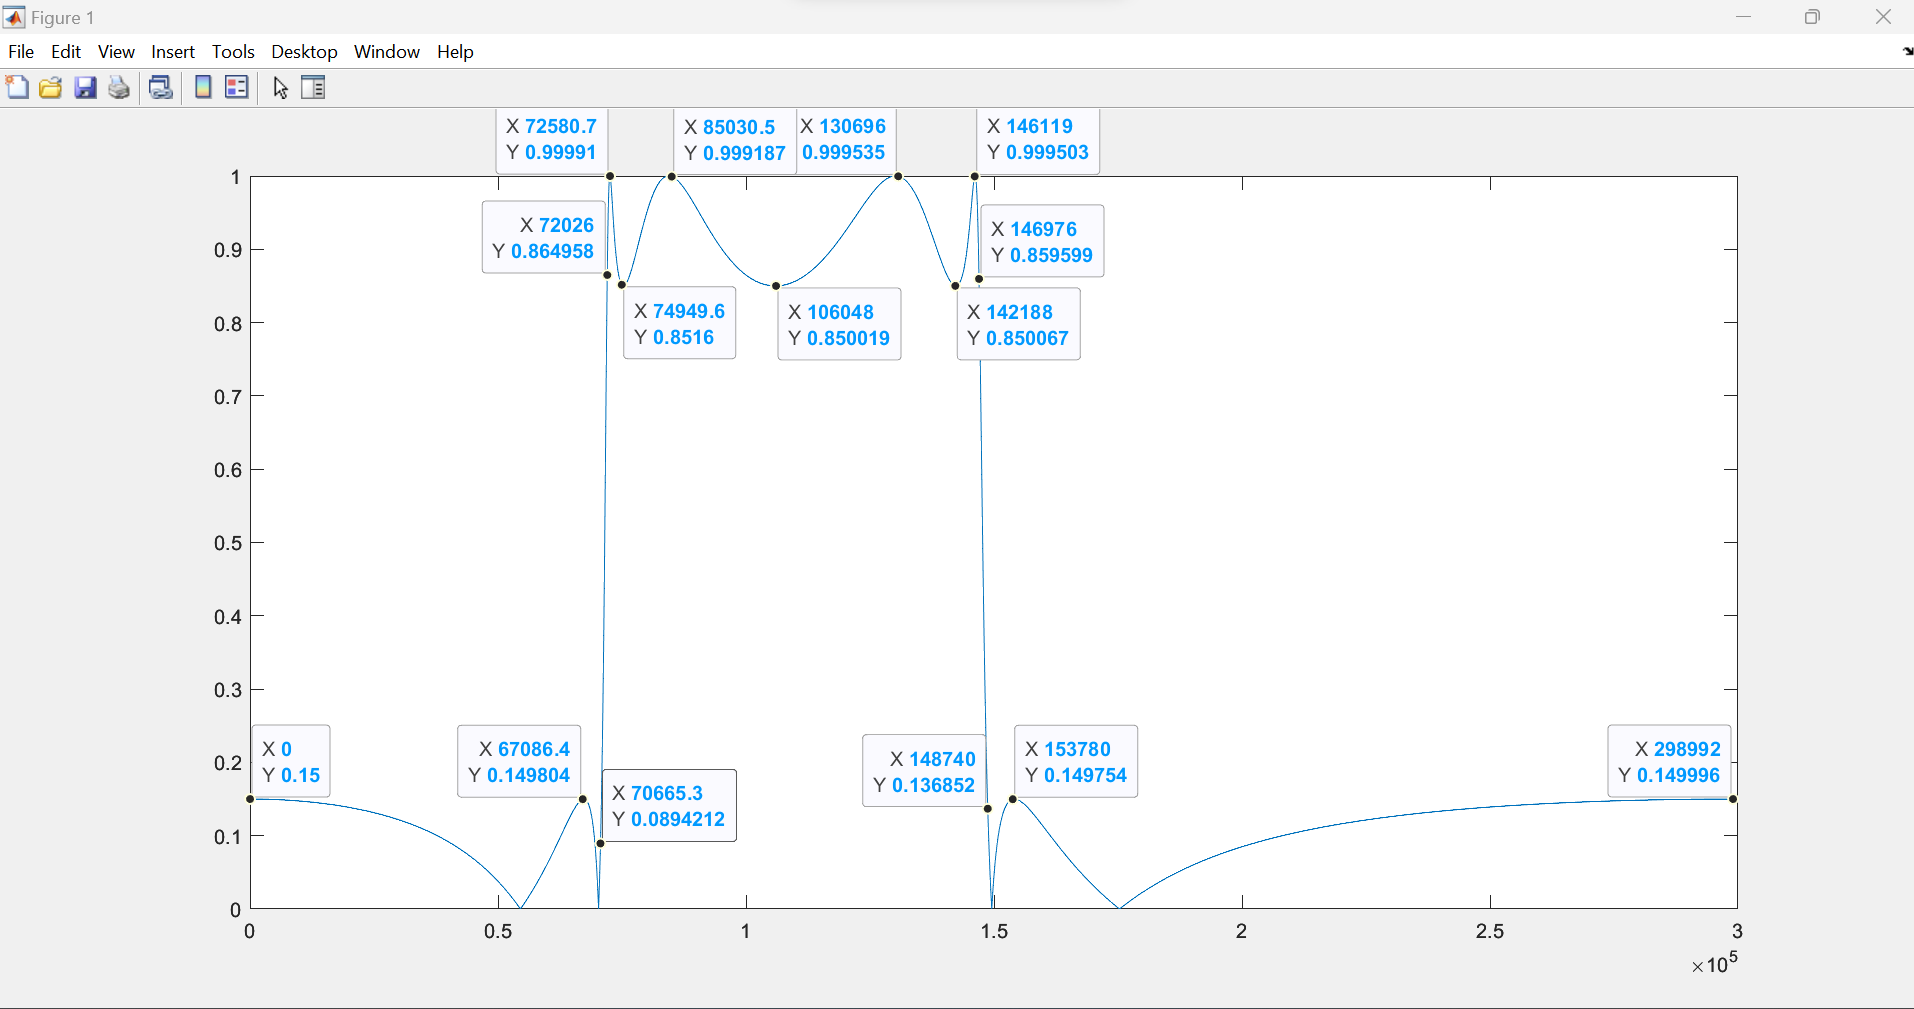 Figure 1
File Edit View Insert Tools Desktop Window Help
X 72580.7
Y 0.99991
X 85030.5
Y 0.999187
X 130696
0.999535
X 146119
Y 0.999503
X 72026
Y 0.864958
X 146976
Y 0.859599
X 74949.6
Y 0.8516
X 106048
Y 0.850019
X 142188
Y 0.850067
X 0
Y 0.15
X 67086.4
Y 0.149804
X 70665.3
Y 0.0894212
X 148740
Y 0.136852
X 153780
Y 0.149754
X 298992
Y 0.149996
1
0.9
0.8
0.7
0.6
0.5
0.4
0.3
0.2
0.1
0
0 0.5 1 1.5 2 2.5 3
×10⁵